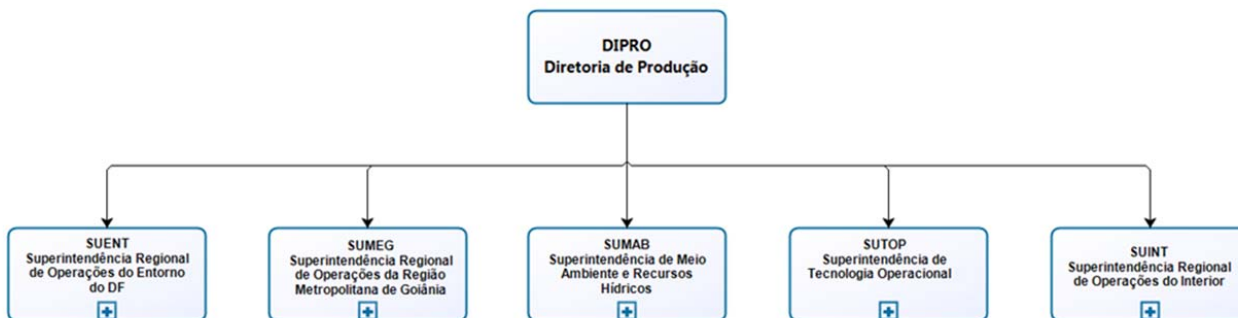 DIPRO
Diretoria de Produção
SUENT
Superintendência Regional
de Operações do Entorno
do DF
SUMEG
Superintendência Regional
de Operações da Região
Metropolitana de Goiânia
SUMAB
Superintendência de Meio
Ambiente e Recursos
Hídricos
SUTOP
Superintendência de
Tecnologia Operacional
SUINT
Superintendência Regional
de Operações do Interior